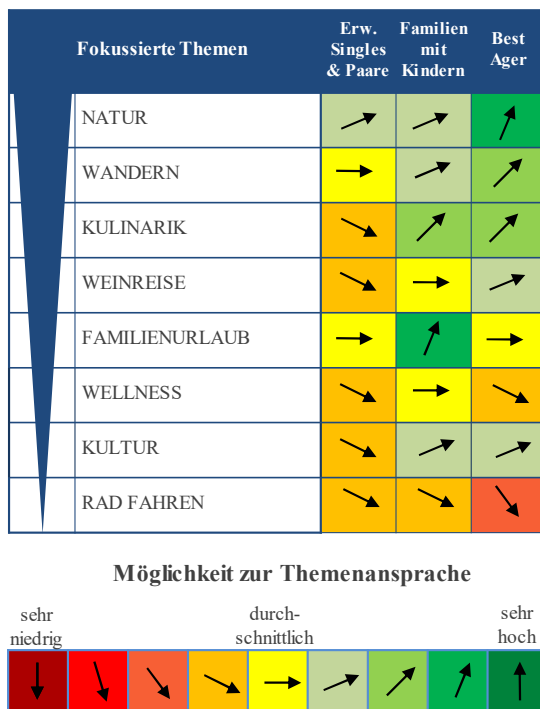 Fokussierte Themen
Erw.
Singles
& Paare
Familien
mit
Kindern
Best
Ager
NATUR
WANDERN
KULINARIK
WEINREISE
FAMILIENURLAUB
WELLNESS
KULTUR
RAD FAHREN
Möglichkeit zur Themenansprache
sehr
niedrig
durch-
schnittlich
sehr
hoch